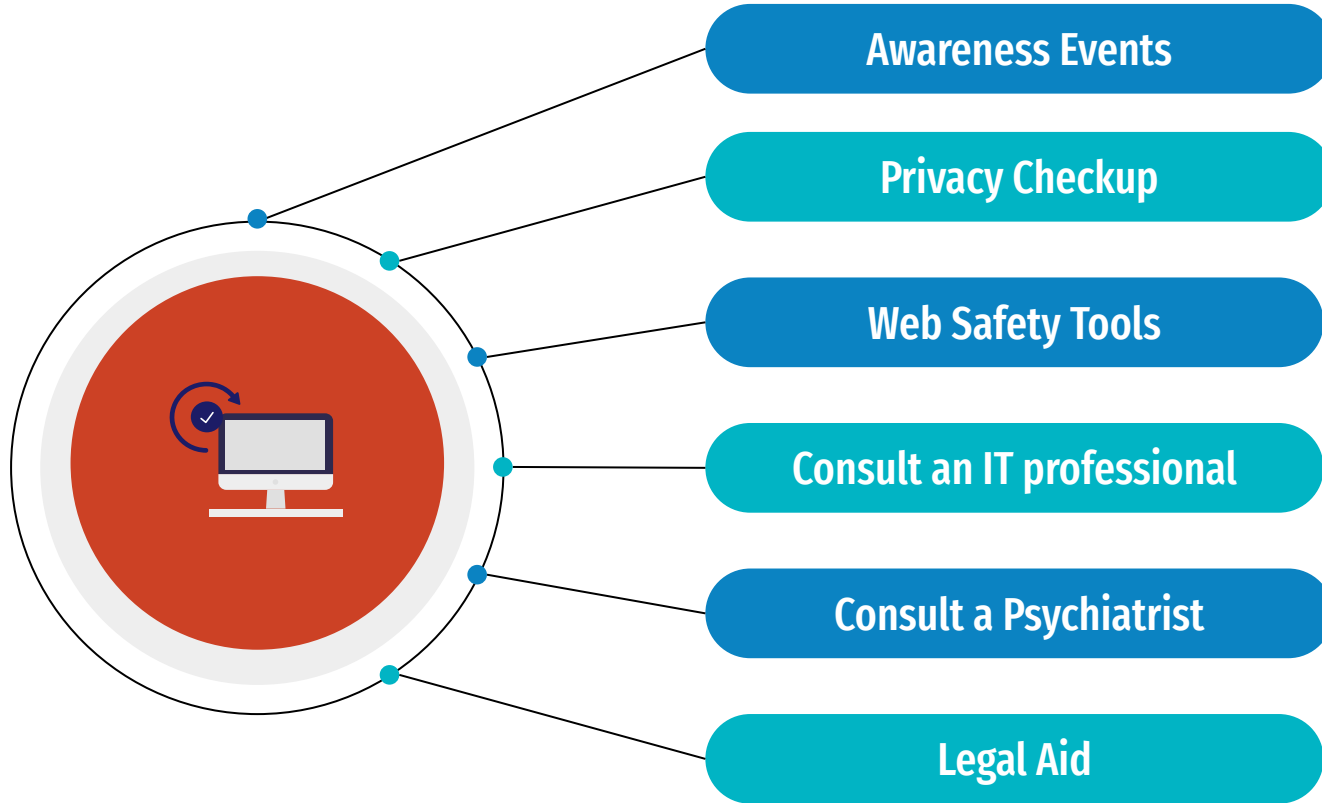 Awareness Events
Privacy Checkup
Web Safety Tools
Consult an IT professional
Consult a Psychiatrist
Legal Aid